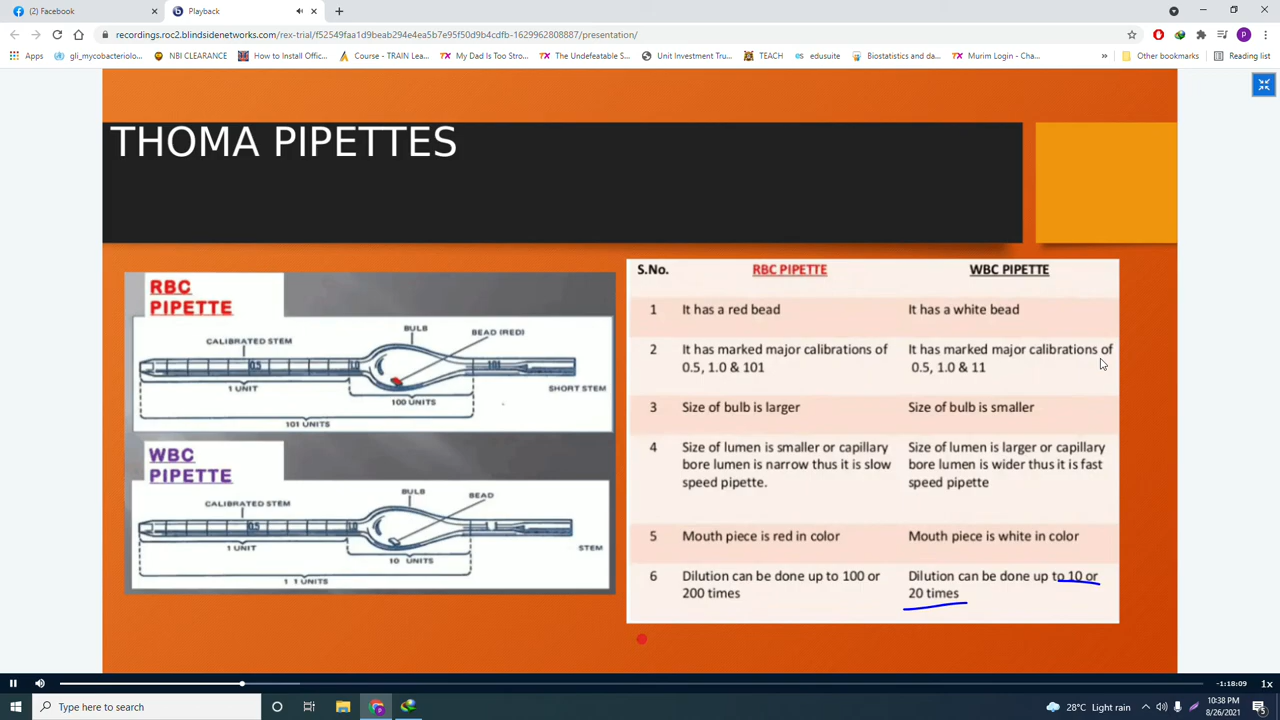 (2) Facebook
Playback
recordings.roc2.blindsidenetworks.com/rex-trial/f52549faa1d9beab294e4ea5b7e95f50d9b4cdfb-1629962808887/presentation/
Apps
gli_mycobacteriolo...
NBI CLEARANCE
How to Install Offic...
Course - TRAIN Lea...
My Dad Is Too Stro...
The Undefeatable S...
Unit Investment Tru...
TEACH
edusuite
Biostatistics and da...
Murim Login - Cha...
Other bookmarks
Reading list
THOMA PIPETTES
RBC
PIPETTE
BULB
BEAD (RED)
CALIBRATED STEM
0.5
1.0
101
1 UNIT
SHORT STEM
100 UNITS
101 UNITS
WBC
PIPETTE
BULB
BEAD
CALIBRATED STEM
0.5
1.0
1 UNIT
STEM
10 UNITS
1 1 UNITS
S.No. RBC PIPETTE WBC PIPETTE
1 It has a red bead It has a white bead
2 It has marked major calibrations of It has marked major calibrations of
0.5, 1.0 & 101 0.5, 1.0 & 11
3 Size of bulb is larger Size of bulb is smaller
4 Size of lumen is smaller or capillary Size of lumen is larger or capillary
bore lumen is narrow thus it is slow bore lumen is wider thus it is fast
speed pipette. speed pipette
5 Mouth piece is red in color Mouth piece is white in color
6 Dilution can be done up to 100 or Dilution can be done up to 10 or
200 times 20 times
-1:18:09
1x
Type here to search
28°C Light rain
10:38 PM
8/26/2021
5